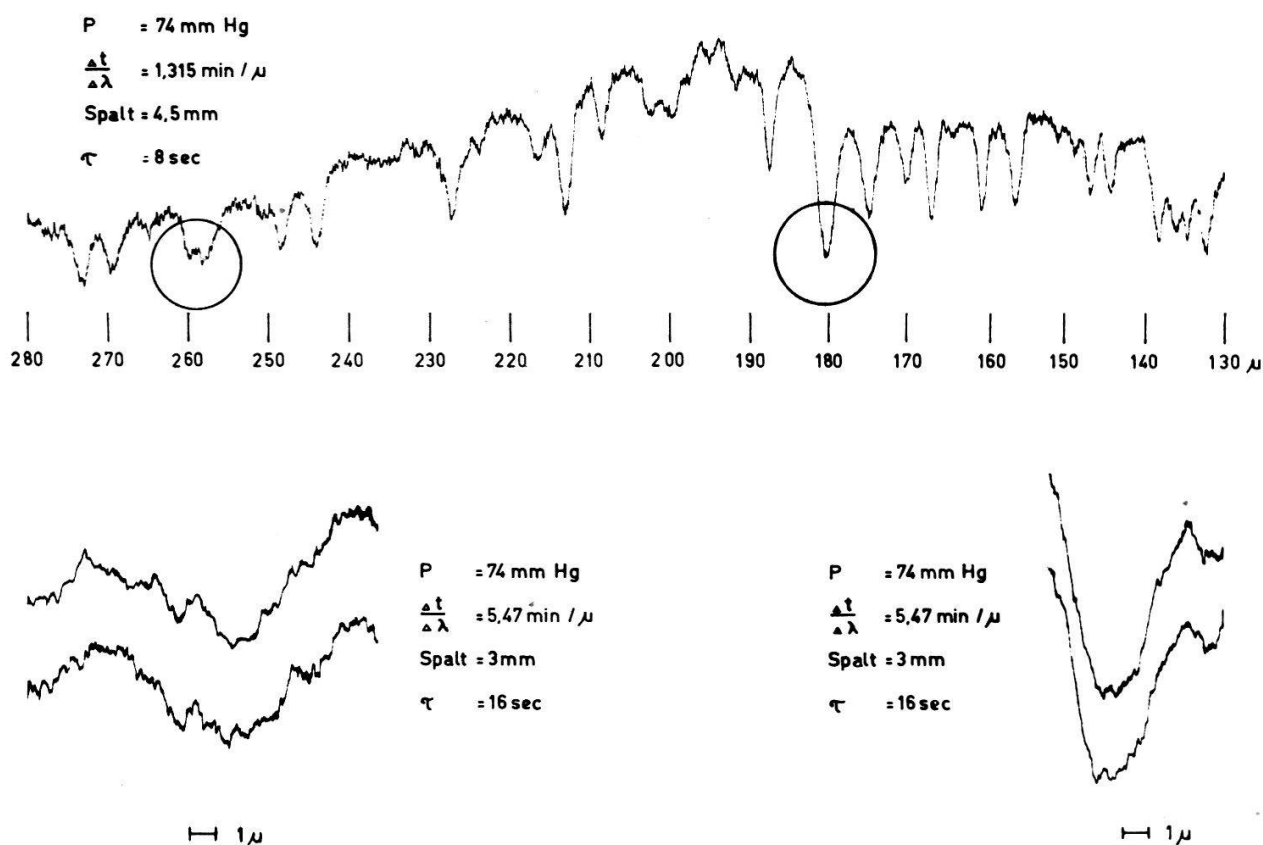 P = 74 mm Hg
Δt/Δλ = 1,315 min / μ
Spalt = 4,5 mm
τ = 8 sec
280 270 260 250 240 230 220 210 200 190 180 170 160 150 140 130 μ
P = 74 mm Hg
Δt/Δλ = 5,47 min / μ
Spalt = 3 mm
τ = 16 sec
1 μ
P = 74 mm Hg
Δt/Δλ = 5,47 min / μ
Spalt = 3 mm
τ = 16 sec
1 μ